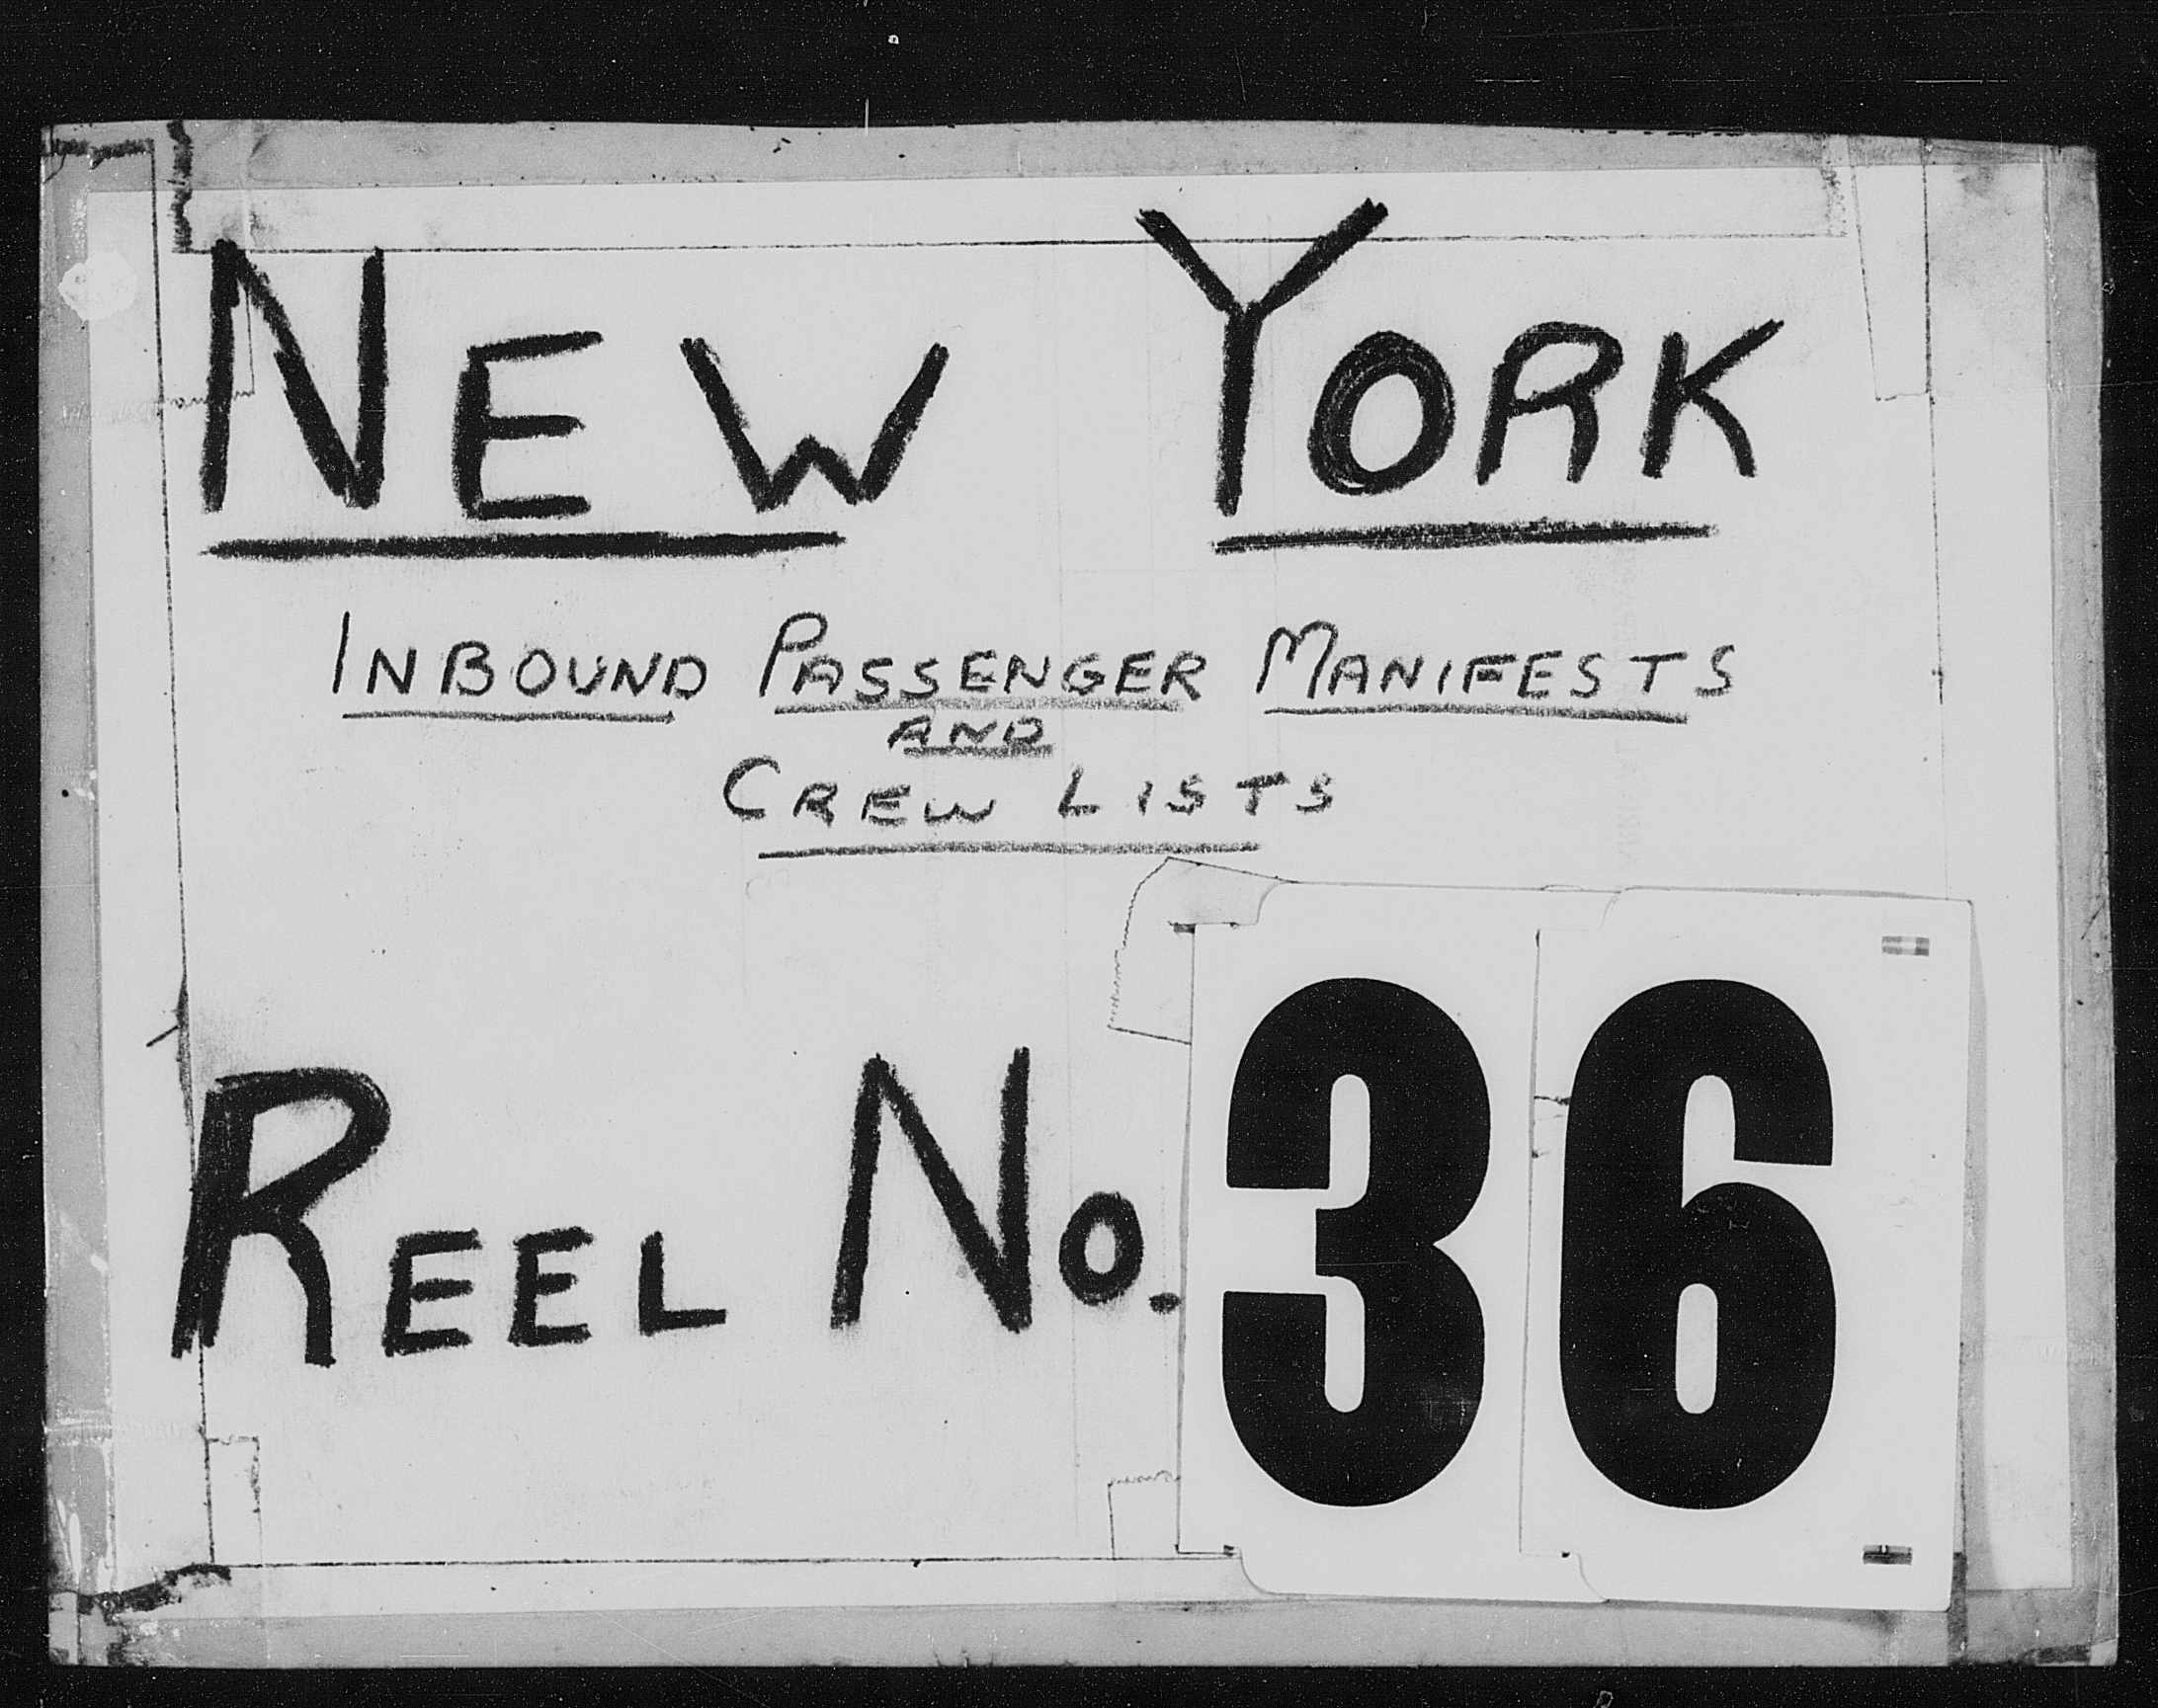 NEW YORK
INBOUND PASSENGER MANIFESTS
AND
CREW LISTS
REEL NO. 36